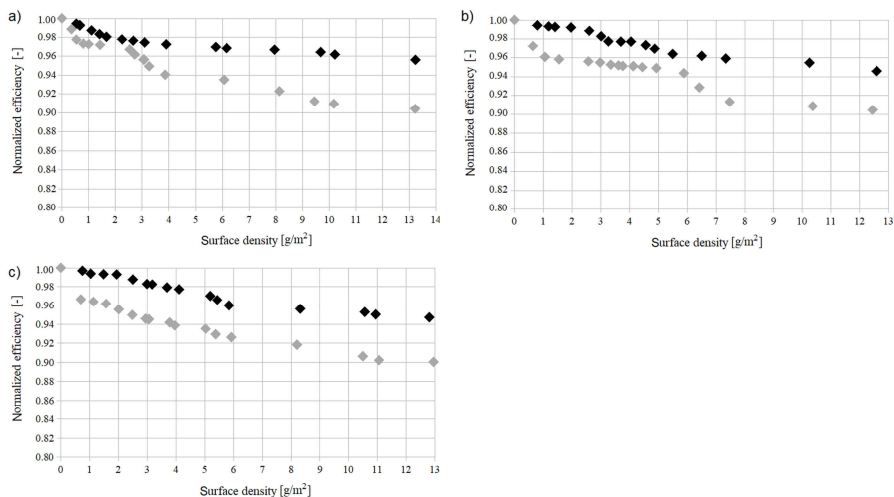 a)
Normalized efficiency [-]
1.00
0.98
0.96
0.94
0.92
0.90
0.88
0.86
0.84
0.82
0.80
0 1 2 3 4 5 6 7 8 9 10 11 12 13 14
Surface density [g/m²]
b)
Normalized efficiency [-]
1.00
0.98
0.96
0.94
0.92
0.90
0.88
0.86
0.84
0.82
0.80
0 1 2 3 4 5 6 7 8 9 10 11 12 13
Surface density [g/m²]
c)
Normalized efficiency [-]
1.00
0.98
0.96
0.94
0.92
0.90
0.88
0.86
0.84
0.82
0.80
0 1 2 3 4 5 6 7 8 9 10 11 12 13
Surface density [g/m²]